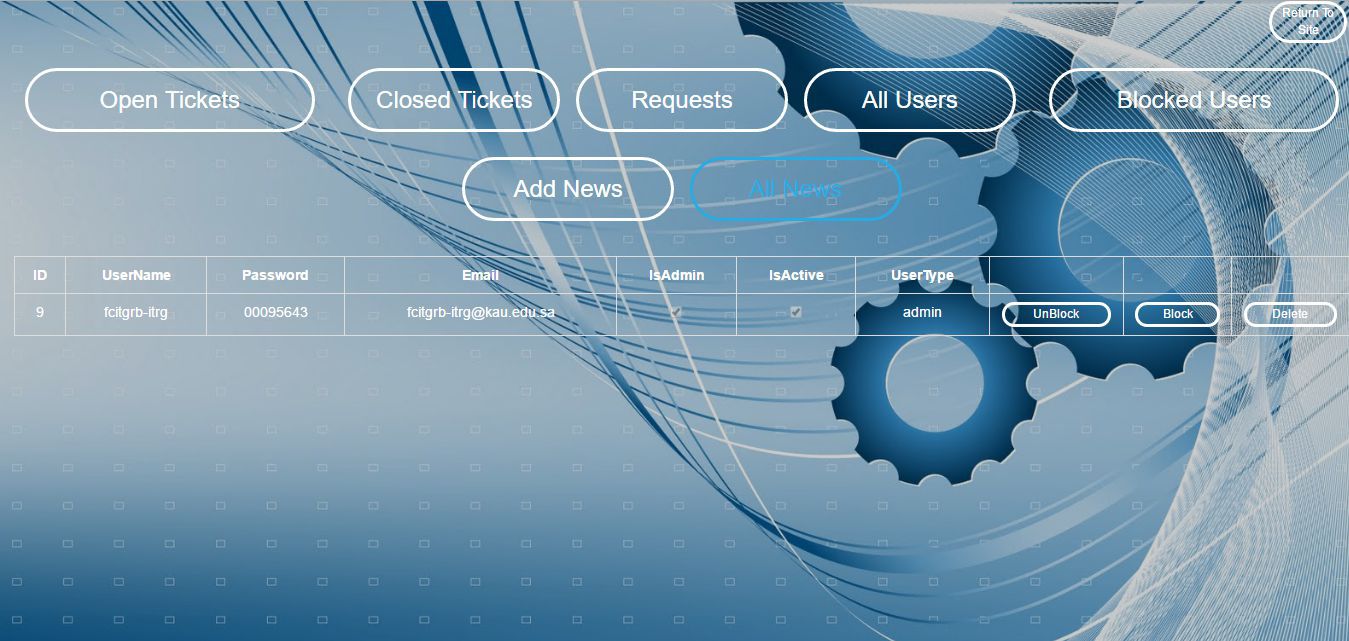 Return To
Site
Open Tickets Closed Tickets Requests All Users Blocked Users
Add News All News
ID UserName Password Email IsAdmin IsActive UserType
9 fcitgrb-itrg 00095643 fcitgrb-itrg@kau.edu.sa admin UnBlock Block Delete